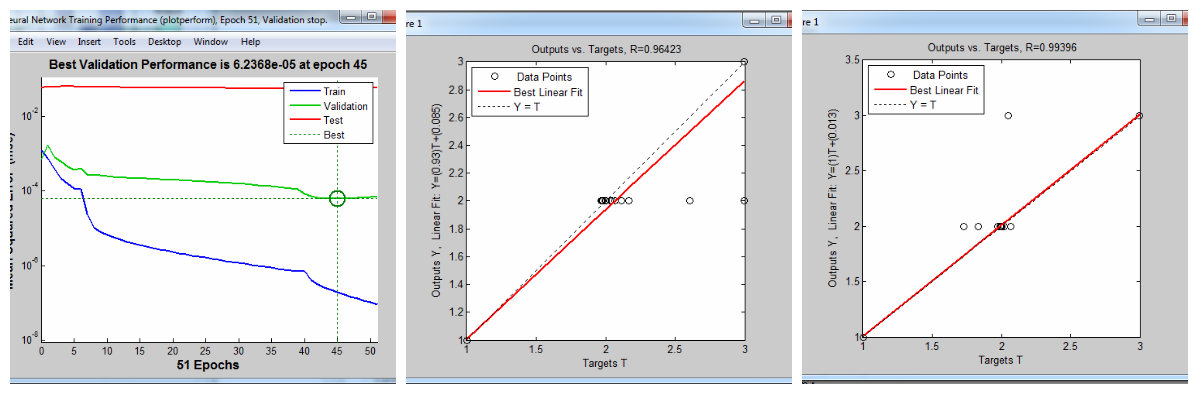 eural Network Training Performance (plotperform), Epoch 51, Validation stop.
Edit View Insert Tools Desktop Window Help
Best Validation Performance is 6.2368e-05 at epoch 45
Train
Validation
Test
Best
10^-2
10^-4
10^-6
10^-8
0 5 10 15 20 25 30 35 40 45 50
51 Epochs
re 1
Outputs vs. Targets, R=0.96423
Data Points
Best Linear Fit
Y = T
Outputs Y, Linear Fit: Y=(0.93)T+(0.085)
3
2.8
2.6
2.4
2.2
2
1.8
1.6
1.4
1.2
1
1 1.5 2 2.5 3
Targets T
re 1
Outputs vs. Targets, R=0.99396
Data Points
Best Linear Fit
Y = T
Outputs Y, Linear Fit: Y=(1)T+(0.013)
3.5
3
2.5
2
1.5
1
1 1.5 2 2.5 3
Targets T